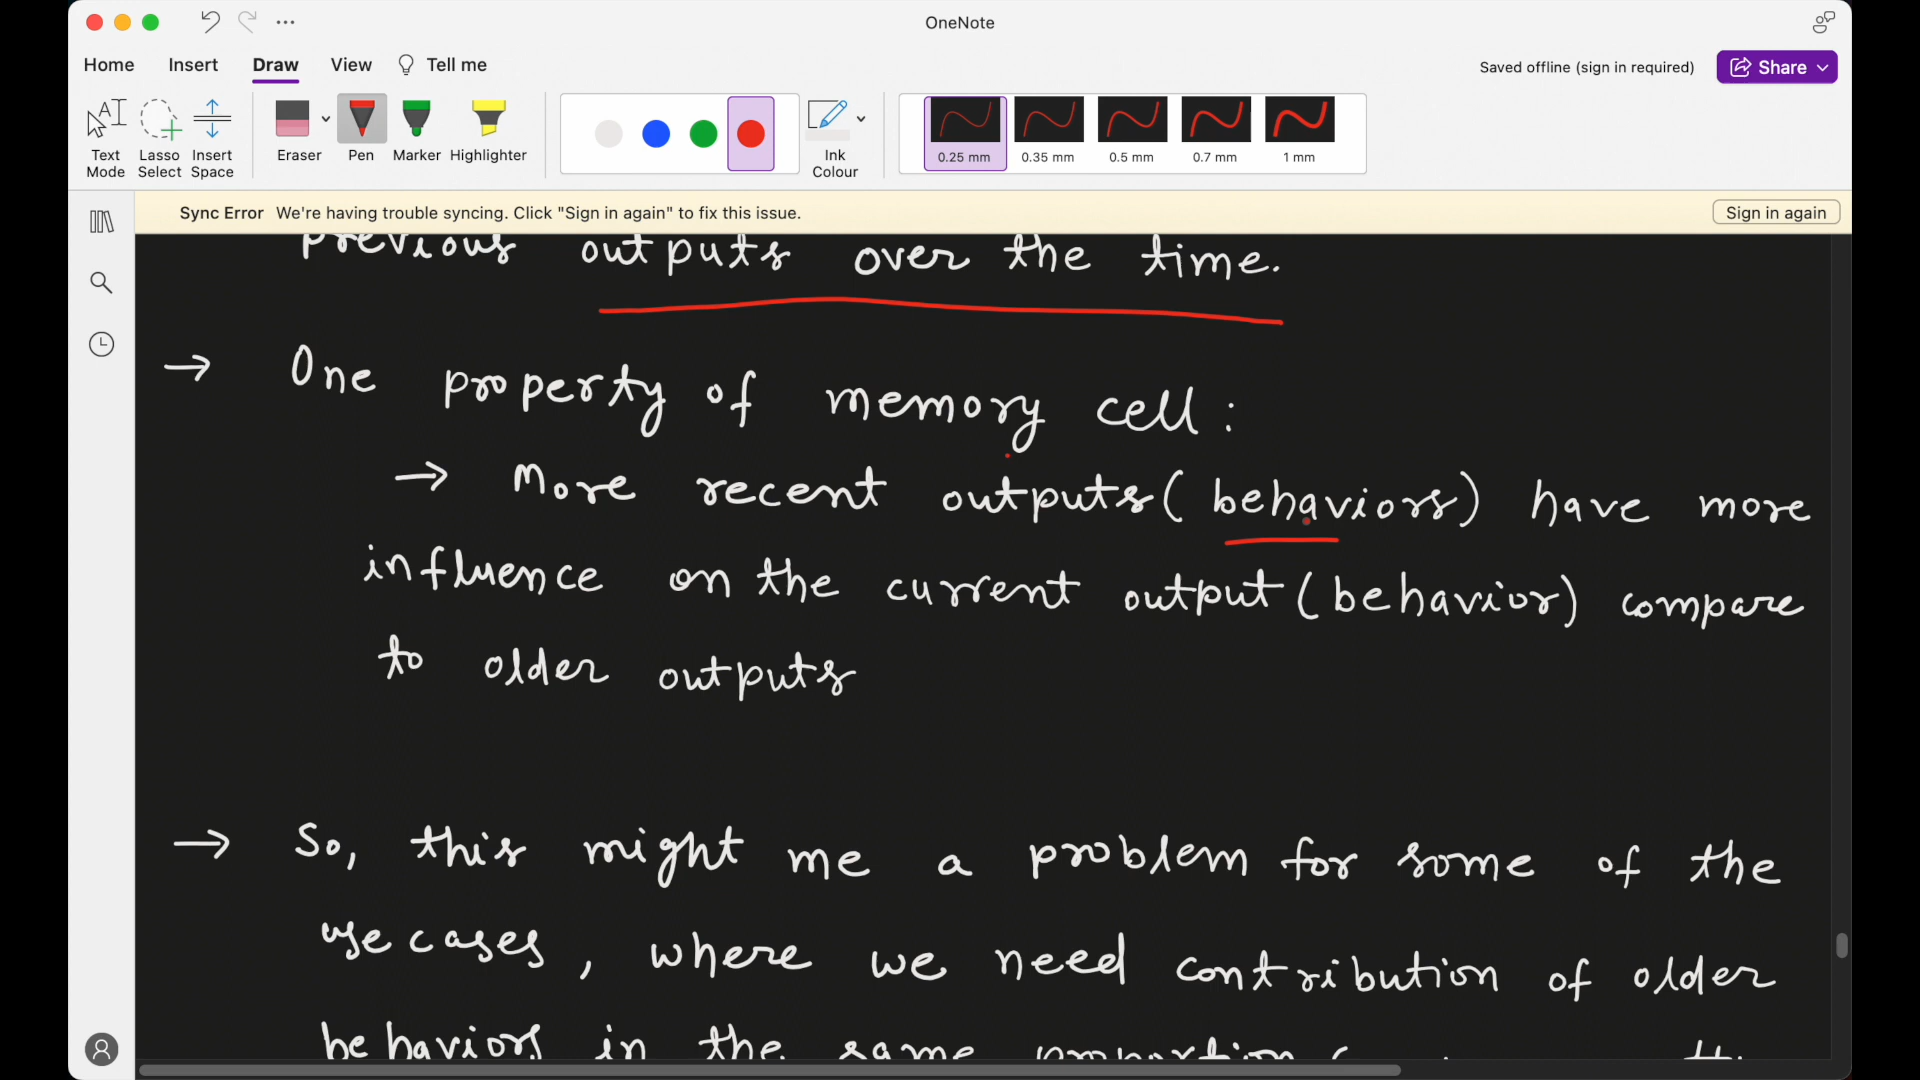 OneNote
Home Insert Draw View Tell me
Saved offline (sign in required) Share
Text Mode Lasso Select Insert Space Eraser Pen Marker Highlighter Ink Colour 0.25 mm 0.35 mm 0.5 mm 0.7 mm 1 mm
Sync Error We're having trouble syncing. Click "Sign in again" to fix this issue. Sign in again
previous outputs over the time.
→ One property of memory cell :
→ More recent outputs( behaviors) have more
influence on the current output (behavior) compare
to older outputs
→ So, this might me a problem for some of the
use cases, where we need contribution of older
behaviors in the same